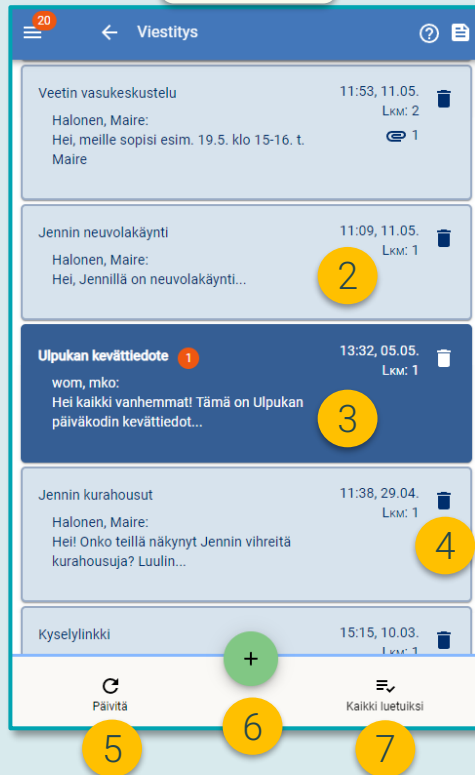 20
Viestitys
Veetin vasukeskustelu
11:53, 11.05.
Lkm: 2
1
Halonen, Maire:
Hei, meille sopisi esim. 19.5. klo 15-16. t.
Maire
Jennin neuvolakäynti
11:09, 11.05.
Lkm: 1
Halonen, Maire:
Hei, Jennillä on neuvolakäynti...
2
Ulpukan kevättiedote 1
13:32, 05.05.
Lkm: 1
wom, mko:
Hei kaikki vanhemmat! Tämä on Ulpukan
päiväkodin kevättiedot...
3
Jennin kurahousut
11:38, 29.04.
Lkm: 1
Halonen, Maire:
Hei! Onko teillä näkynyt Jennin vihreitä
kurahousuja? Luulin...
4
Kyselylinkki
15:15, 10.03.
Lkm: 1
+
Päivitä
Kaikki luetuiksi
5
6
7